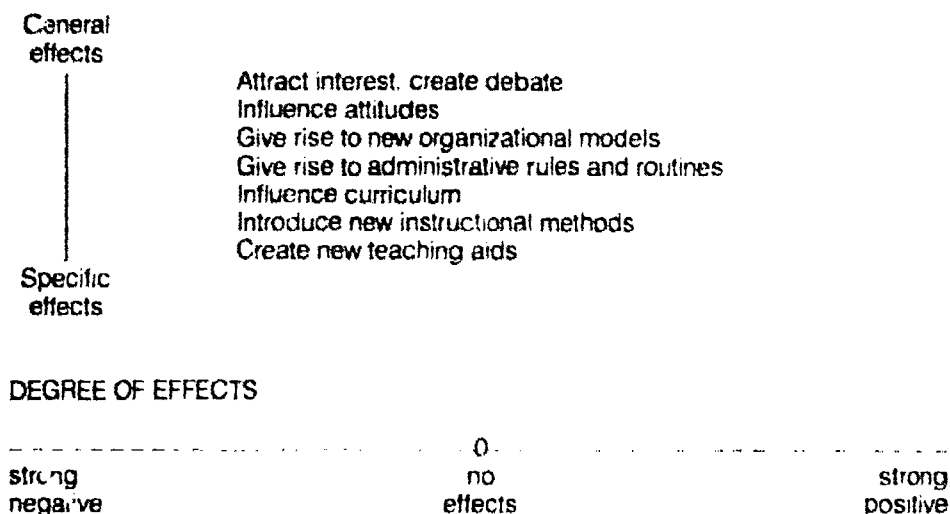 General
effects
Attract interest, create debate
Influence attitudes
Give rise to new organizational models
Give rise to administrative rules and routines
Influence curriculum
Introduce new instructional methods
Create new teaching aids
Specific
effects
DEGREE OF EFFECTS
0
strong no strong
negative effects positive